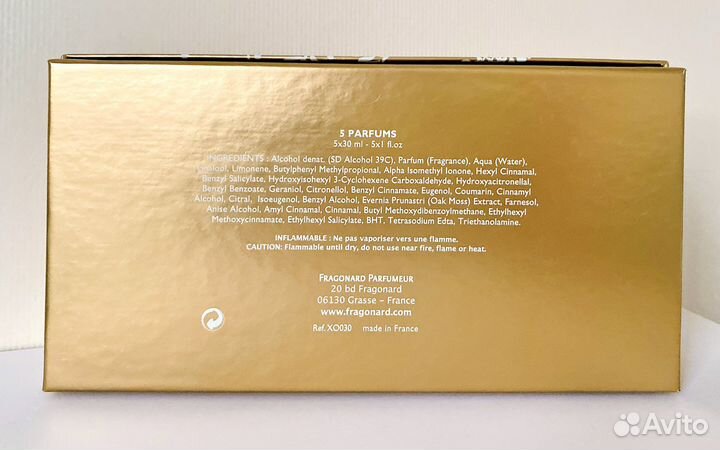 5 PARFUMS
5x30 ml - 5x1 fl.oz
INGREDIENTS : Alcohol denat. (SD Alcohol 39C), Parfum (Fragrance), Aqua (Water),
Linalool, Limonene, Butylphenyl Methylpropional, Alpha Isomethyl Ionone, Hexyl Cinnamal,
Benzyl Salicylate, Hydroxyisohexyl 3-Cyclohexene Carboxaldehyde, Hydroxyacitronellal,
Benzyl Benzoate, Geraniol, Citronellol, Benzyl Cinnamate, Eugenol, Coumarin, Cinnamyl
Alcohol, Citral, Isoeugenol, Benzyl Alcohol, Evernia Prunastri (Oak Moss) Extract, Farnesol,
Anise Alcohol, Amyl Cinnamal, Cinnamal, Butyl Methoxydibenzoylmethane, Ethylhexyl
Methoxycinnamate, Ethylhexyl Salicylate, BHT, Tetrasodium Edta, Triethanolamine.
INFLAMMABLE : Ne pas vaporiser vers une flamme.
CAUTION: Flammable until dry, do not use near fire, flame or heat.
FRAGONARD PARFUMEUR
20 bd Fragonard
06130 Grasse - France
www.fragonard.com
Ref. XO030 made in France
Avito